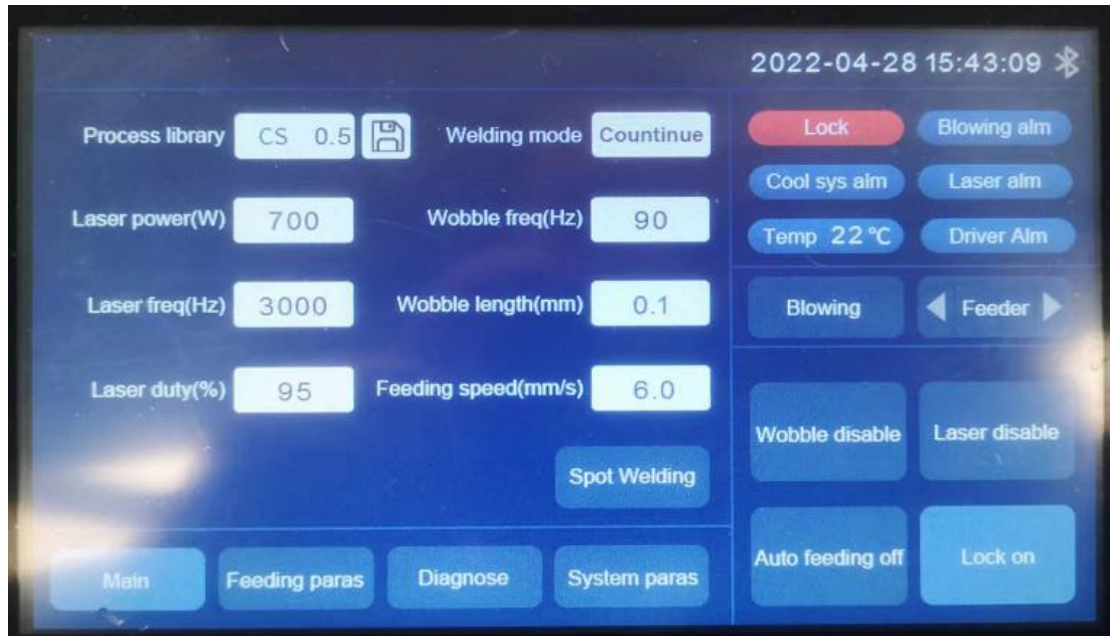 2022-04-28 15:43:09
Process library CS 0.5 Welding mode Countinue
Laser power(W) 700 Wobble freq(Hz) 90
Laser freq(Hz) 3000 Wobble length(mm) 0.1
Laser duty(%) 95 Feeding speed(mm/s) 6.0
Spot Welding
Main Feeding paras Diagnose System paras
Lock Blowing alm
Cool sys alm Laser alm
Temp 22℃ Driver Alm
Blowing Feeder
Wobble disable Laser disable
Auto feeding off Lock on